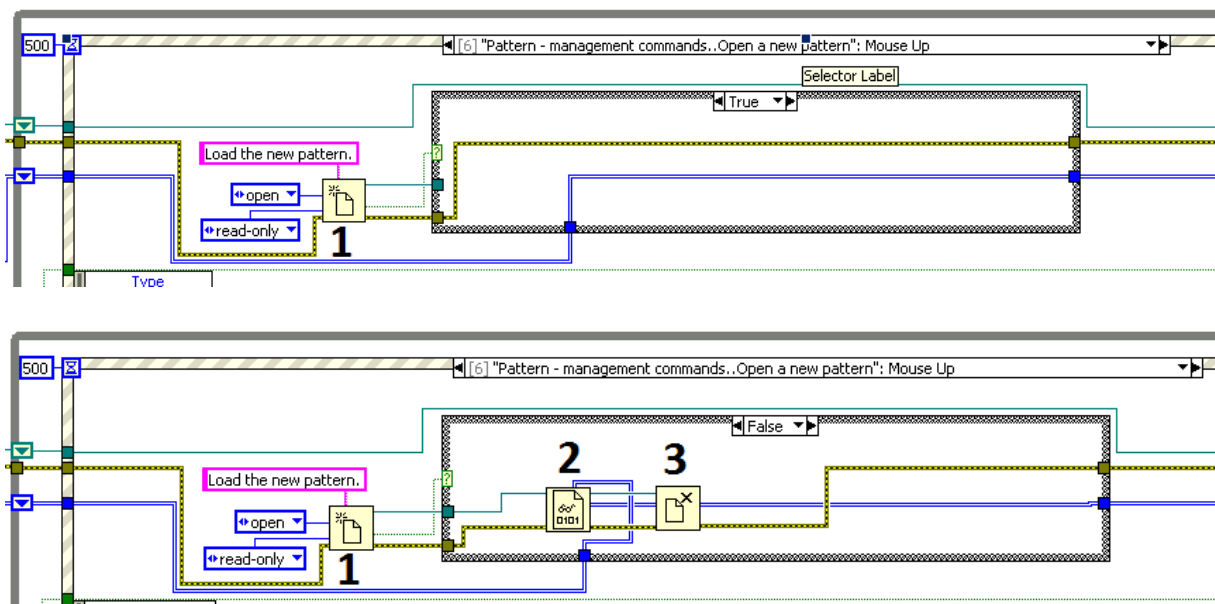 500
[6] "Pattern - management commands..Open a new pattern": Mouse Up
Selector Label
True
Load the new pattern.
?
open
read-only
1
Type
500
[6] "Pattern - management commands..Open a new pattern": Mouse Up
False
2
3
Load the new pattern.
?
open
0101
read-only
1